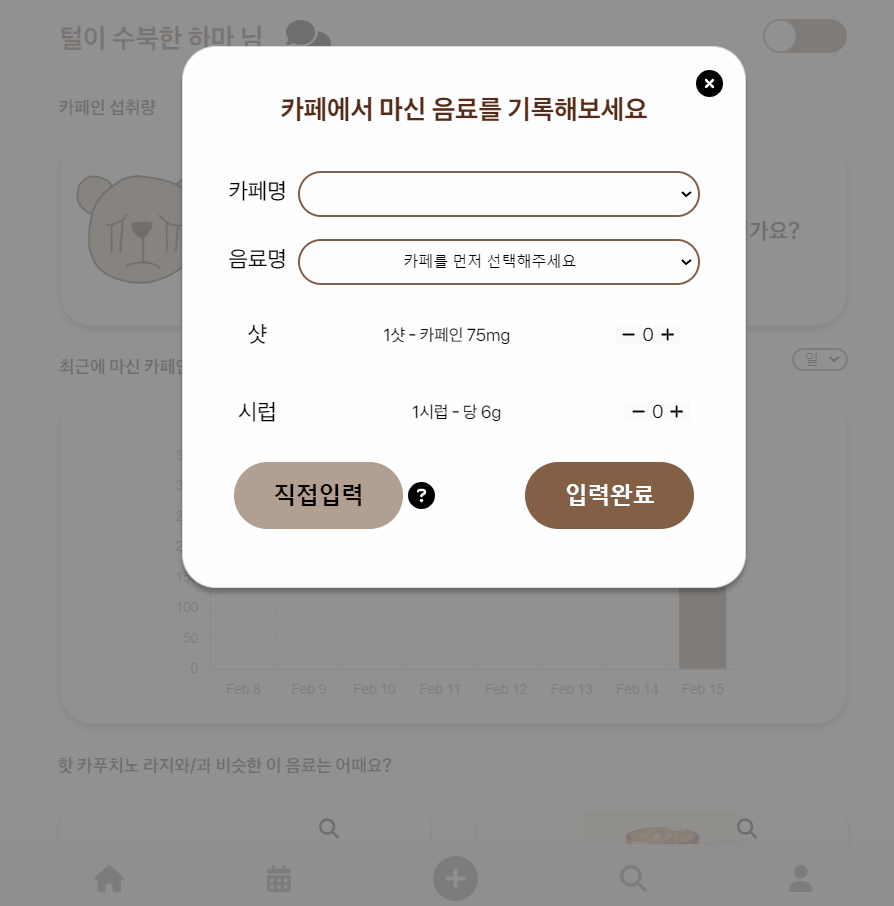 털이 수북한 하마 님
카페인 섭취량
카페에서 마신 음료를 기록해보세요
카페명
음료명 카페를 먼저 선택해주세요
가요?
샷 1샷 - 카페인 75mg 0
최근에 마신 카페인
일
시럽 1시럽 - 당 6g 0
직접입력 ? 입력완료
100
50
0
Feb 8 Feb 9 Feb 10 Feb 11 Feb 12 Feb 13 Feb 14 Feb 15
핫 카푸치노 라지와/과 비슷한 이 음료는 어때요?